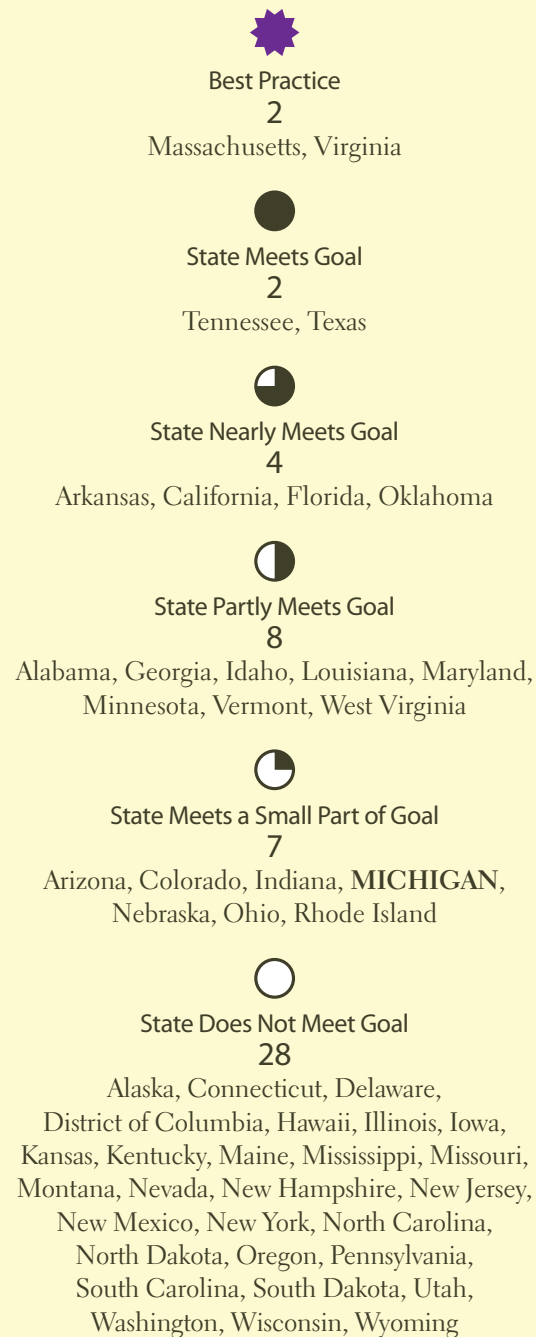 Best Practice
2
Massachusetts, Virginia
State Meets Goal
2
Tennessee, Texas
State Nearly Meets Goal
4
Arkansas, California, Florida, Oklahoma
State Partly Meets Goal
8
Alabama, Georgia, Idaho, Louisiana, Maryland,
Minnesota, Vermont, West Virginia
State Meets a Small Part of Goal
7
Arizona, Colorado, Indiana, MICHIGAN,
Nebraska, Ohio, Rhode Island
State Does Not Meet Goal
28
Alaska, Connecticut, Delaware,
District of Columbia, Hawaii, Illinois, Iowa,
Kansas, Kentucky, Maine, Mississippi, Missouri,
Montana, Nevada, New Hampshire, New Jersey,
New Mexico, New York, North Carolina,
North Dakota, Oregon, Pennsylvania,
South Carolina, South Dakota, Utah,
Washington, Wisconsin, Wyoming